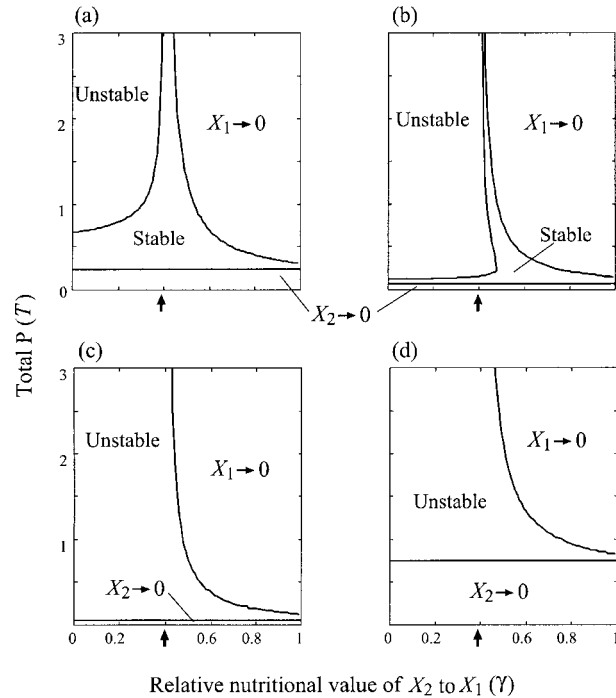 (a)
(b)
3
2
1
0
Unstable
X₁→0
Stable
Unstable
X₁→0
Stable
X₂→0
Total P (T)
(c)
(d)
3
2
1
Unstable
X₁→0
X₂→0
0 0.2 0.4 0.6 0.8 1
X₁→0
Unstable
X₂→0
0 0.2 0.4 0.6 0.8 1
Relative nutritional value of X₂ to X₁ (γ)